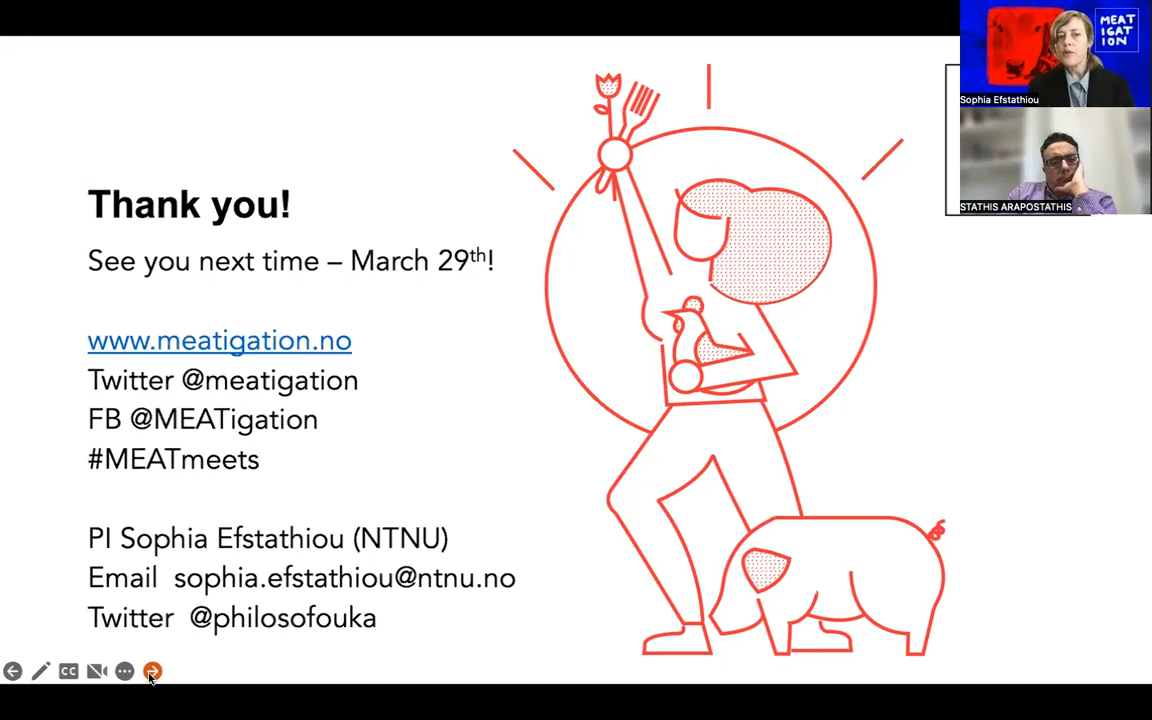 Thank you!
See you next time – March 29th!
www.meatigation.no
Twitter @meatigation
FB @MEATigation
#MEATmeets
PI Sophia Efstathiou (NTNU)
Email sophia.efstathiou@ntnu.no
Twitter @philosofouka
CC
MEAT
IGAT
ION
Sophia Efstathiou
STATHIS ARAPOSTATHIS